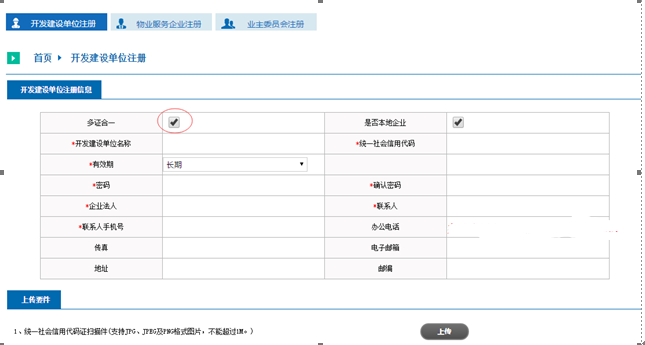 开发建设单位注册 物业服务企业注册 业主委员会注册
首页 开发建设单位注册
开发建设单位注册信息
多证合一 是否本地企业
*开发建设单位名称 *统一社会信用代码
*有效期 长期
*密码 *确认密码
*企业法人 *联系人
*联系人手机号 办公电话
传真 电子邮箱
地址 邮编
上传要件
1、统一社会信用代码证扫描件(支持JPG、JPEG及PNG格式图片,不能超过1M。) 上传